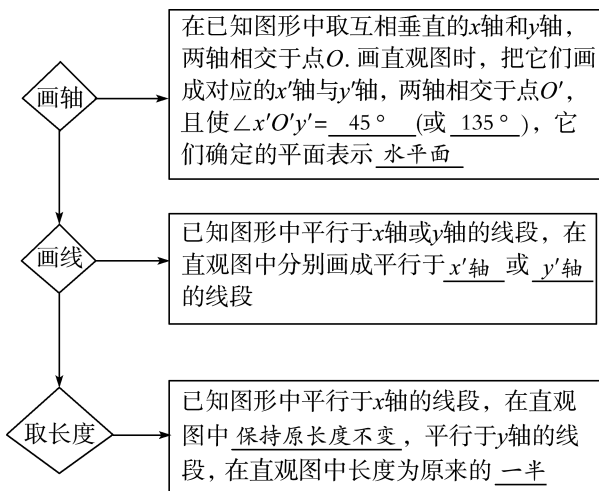 画轴
在已知图形中取互相垂直的x轴和y轴,
两轴相交于点O. 画直观图时, 把它们画
成对应的x′轴与y′轴, 两轴相交于点O′,
且使∠x′O′y′= 45° (或 135° ), 它
们确定的平面表示 水平面
画线
已知图形中平行于x轴或y轴的线段, 在
直观图中分别画成平行于 x′轴 或 y′轴
的线段
取长度
已知图形中平行于x轴的线段, 在直观
图中 保持原长度不变 , 平行于y轴的线
段, 在直观图中长度为原来的 一半